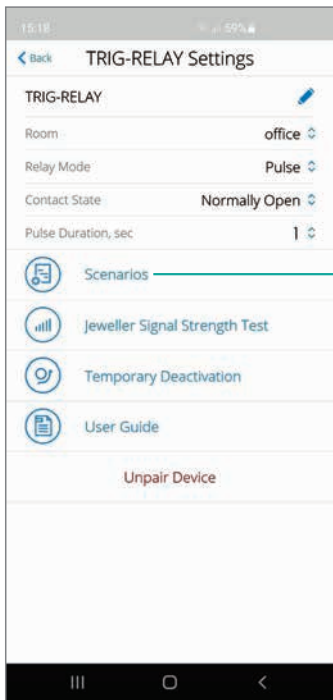 15:18 59%
Back TRIG-RELAY Settings
TRIG-RELAY
Room office
Relay Mode Pulse
Contact State Normally Open
Pulse Duration, sec 1
Scenarios
Jeweller Signal Strength Test
Temporary Deactivation
User Guide
Unpair Device